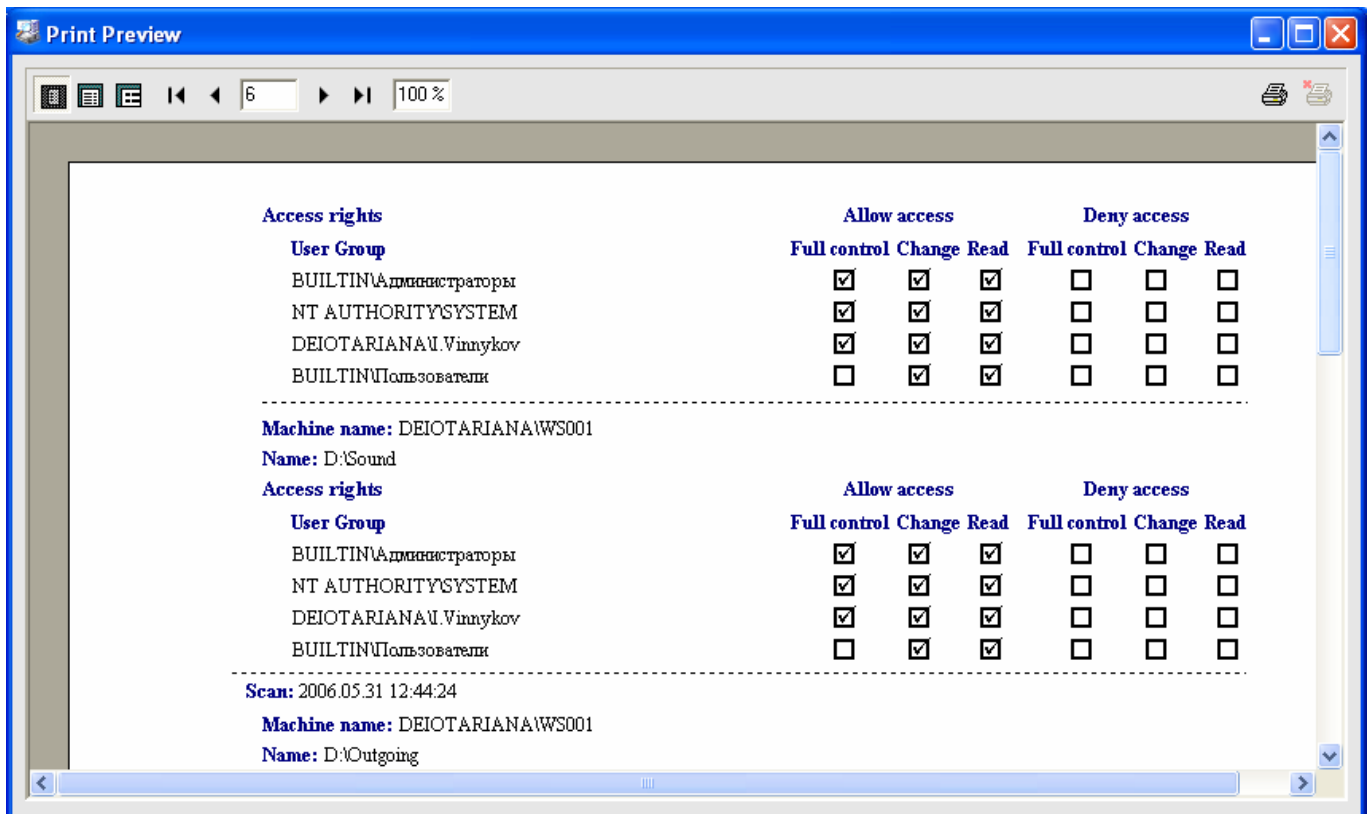 Print Preview
6 100 %
Access rights Allow access Deny access
User Group Full control Change Read Full control Change Read
BUILTIN\Администраторы
NT AUTHORITY\SYSTEM
DEIOTARIANA\I.Vinnykov
BUILTIN\Пользователи
Machine name: DEIOTARIANA\WS001
Name: D:\Sound
Access rights Allow access Deny access
User Group Full control Change Read Full control Change Read
BUILTIN\Администраторы
NT AUTHORITY\SYSTEM
DEIOTARIANA\I.Vinnykov
BUILTIN\Пользователи
Scan: 2006.05.31 12:44:24
Machine name: DEIOTARIANA\WS001
Name: D:\Outgoing